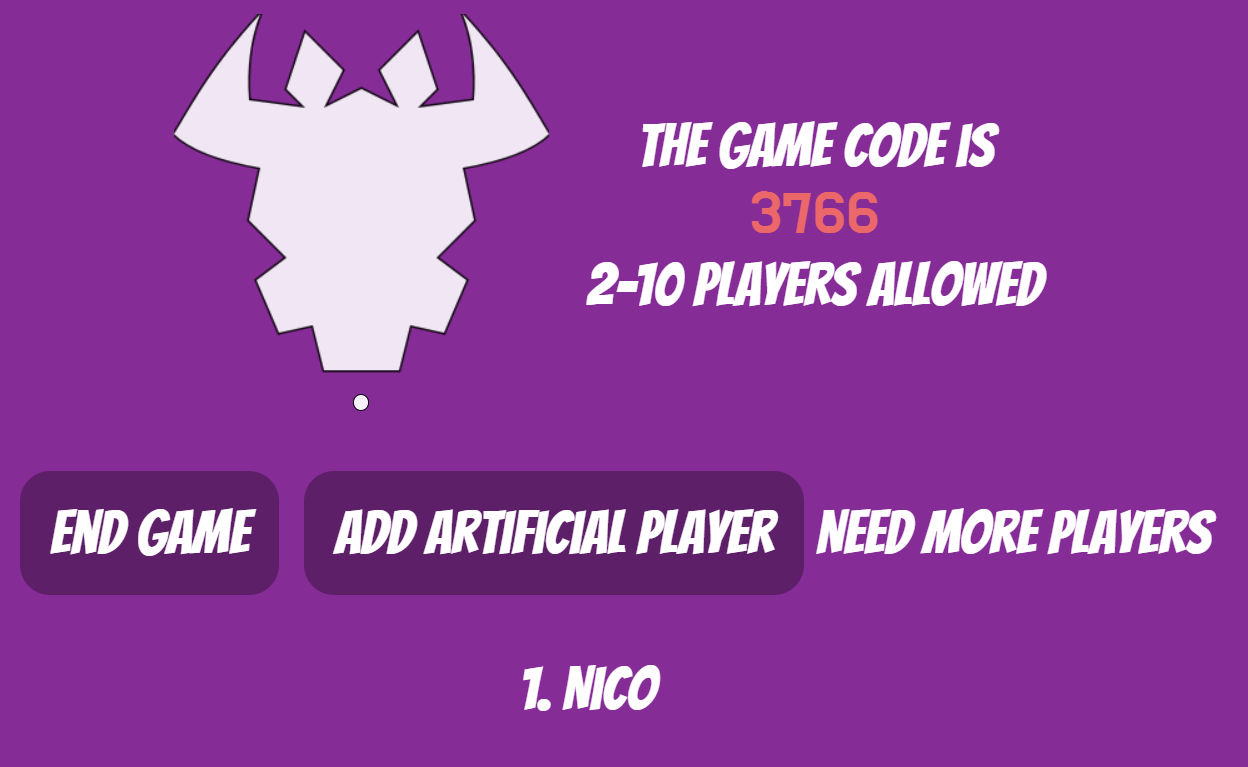 THE GAME CODE IS
3766
2-10 PLAYERS ALLOWED
END GAME
ADD ARTIFICIAL PLAYER
NEED MORE PLAYERS
1. NICO